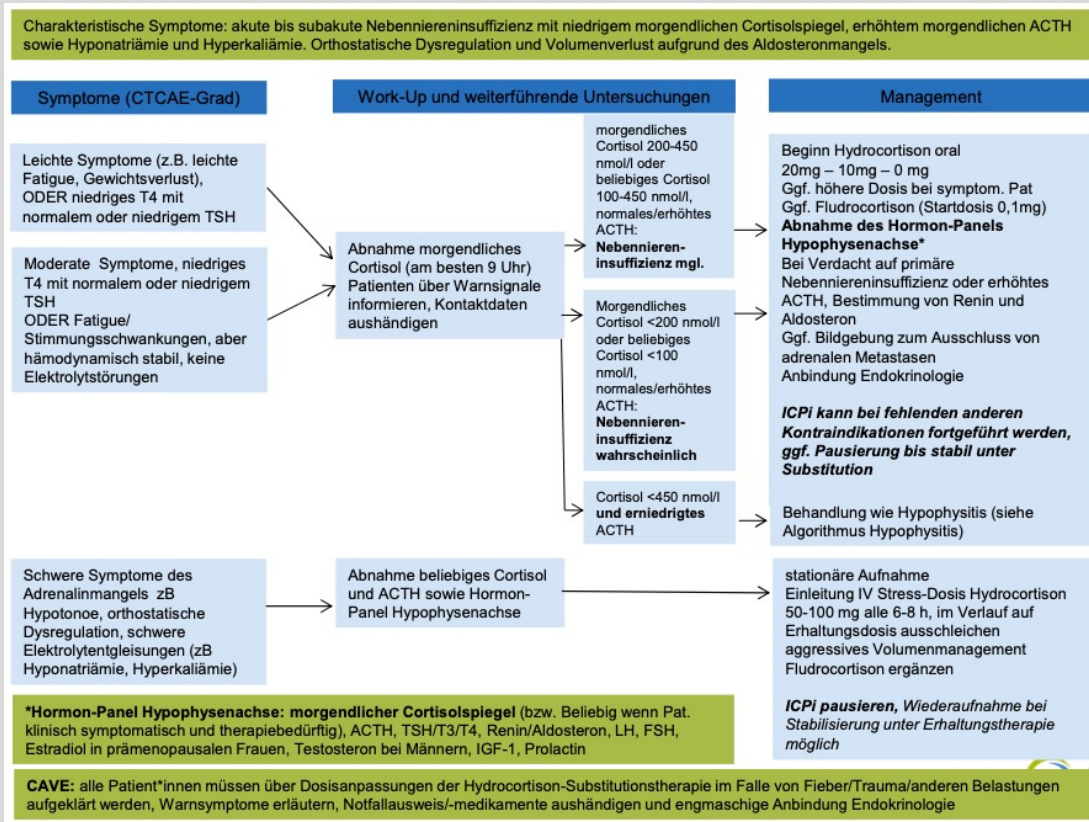 Charakteristische Symptome: akute bis subakute Nebenniereninsuffizienz mit niedrigem morgendlichen Cortisolspiegel, erhöhtem morgendlichen ACTH
sowie Hyponatriämie und Hyperkaliämie. Orthostatische Dysregulation und Volumenverlust aufgrund des Aldosteronmangels.
Symptome (CTCAE-Grad)
Work-Up und weiterführende Untersuchungen
Management
Leichte Symptome (z.B. leichte
Fatigue, Gewichtsverlust),
ODER niedriges T4 mit
normalem oder niedrigem TSH
Moderate Symptome, niedriges
T4 mit normalem oder niedrigem
TSH
ODER Fatigue/
Stimmungsschwankungen, aber
hämodynamisch stabil, keine
Elektrolytstörungen
Abnahme morgendliches
Cortisol (am besten 9 Uhr)
Patienten über Warnsignale
informieren, Kontaktdaten
aushändigen
morgendliches
Cortisol 200-450
nmol/l oder
beliebiges Cortisol
100-450 nmol/l,
normales/erhöhtes
ACTH:
Nebennieren-
insuffizienz mgl.
Morgendliches
Cortisol <200 nmol/l
oder beliebiges
Cortisol <100
nmol/l,
normales/erhöhtes
ACTH:
Nebennieren-
insuffizienz
wahrscheinlich
Cortisol <450 nmol/l
und erniedrigtes
ACTH
Beginn Hydrocortison oral
20mg – 10mg – 0 mg
Ggf. höhere Dosis bei symptom. Pat
Ggf. Fludrocortison (Startdosis 0,1mg)
Abnahme des Hormon-Panels
Hypophysenachse*
Bei Verdacht auf primäre
Nebenniereninsuffizienz oder erhöhtes
ACTH, Bestimmung von Renin und
Aldosteron
Ggf. Bildgebung zum Ausschluss von
adrenalen Metastasen
Anbindung Endokrinologie
ICPi kann bei fehlenden anderen
Kontraindikationen fortgeführt werden,
ggf. Pausierung bis stabil unter
Substitution
Behandlung wie Hypophysitis (siehe
Algorithmus Hypophysitis)
Schwere Symptome des
Adrenalinmangels zB
Hypotonoe, orthostatische
Dysregulation, schwere
Elektrolytentgleisungen (zB
Hyponatriämie, Hyperkaliämie)
Abnahme beliebiges Cortisol
und ACTH sowie Hormon-
Panel Hypophysenachse
stationäre Aufnahme
Einleitung IV Stress-Dosis Hydrocortison
50-100 mg alle 6-8 h, im Verlauf auf
Erhaltungsdosis ausschleichen
aggressives Volumenmanagement
Fludrocortison ergänzen
ICPi pausieren, Wiederaufnahme bei
Stabilisierung unter Erhaltungstherapie
möglich
*Hormon-Panel Hypophysenachse: morgendlicher Cortisolspiegel (bzw. Beliebig wenn Pat.
klinisch symptomatisch und therapiebedürftig), ACTH, TSH/T3/T4, Renin/Aldosteron, LH, FSH,
Estradiol in prämenopausalen Frauen, Testosteron bei Männern, IGF-1, Prolactin
CAVE: alle Patient*innen müssen über Dosisanpassungen der Hydrocortison-Substitutionstherapie im Falle von Fieber/Trauma/anderen Belastungen
aufgeklärt werden, Warnsymptome erläutern, Notfallausweis/-medikamente aushändigen und engmaschige Anbindung Endokrinologie